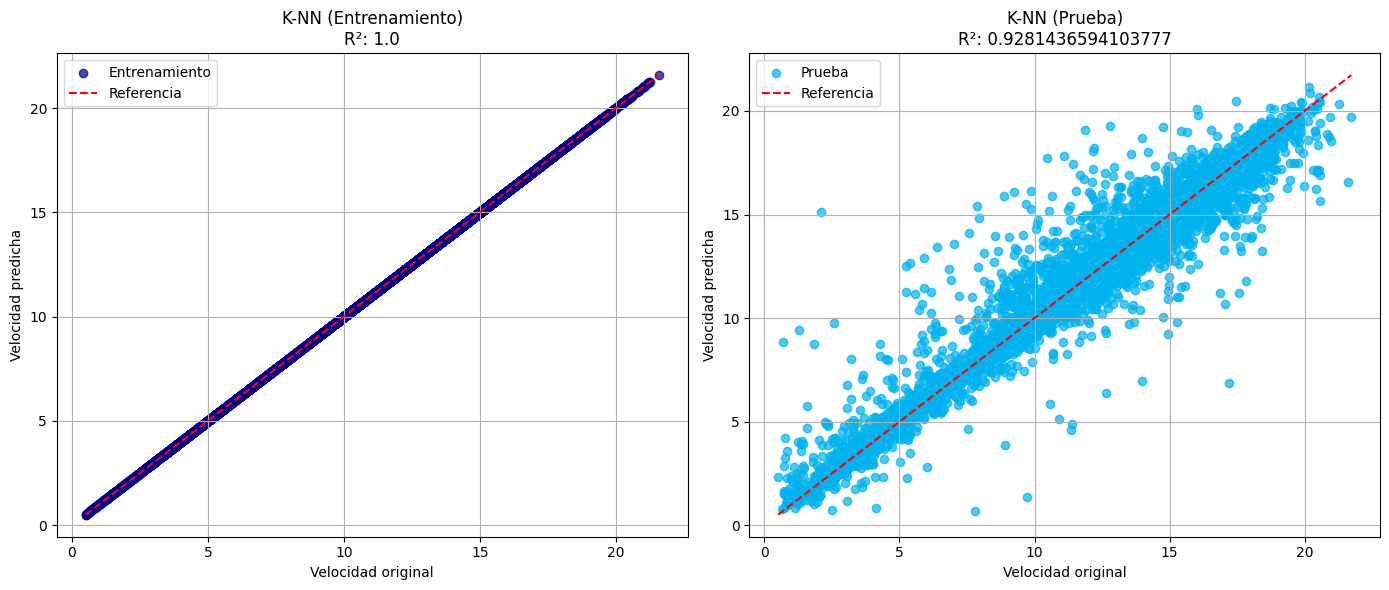 K-NN (Entrenamiento)
R²: 1.0
Entrenamiento
Referencia
20
15
10
5
0
Velocidad predicha
0
5
10
15
20
Velocidad original
K-NN (Prueba)
R²: 0.9281436594103777
Prueba
Referencia
20
15
10
5
0
Velocidad predicha
0
5
10
15
20
Velocidad original